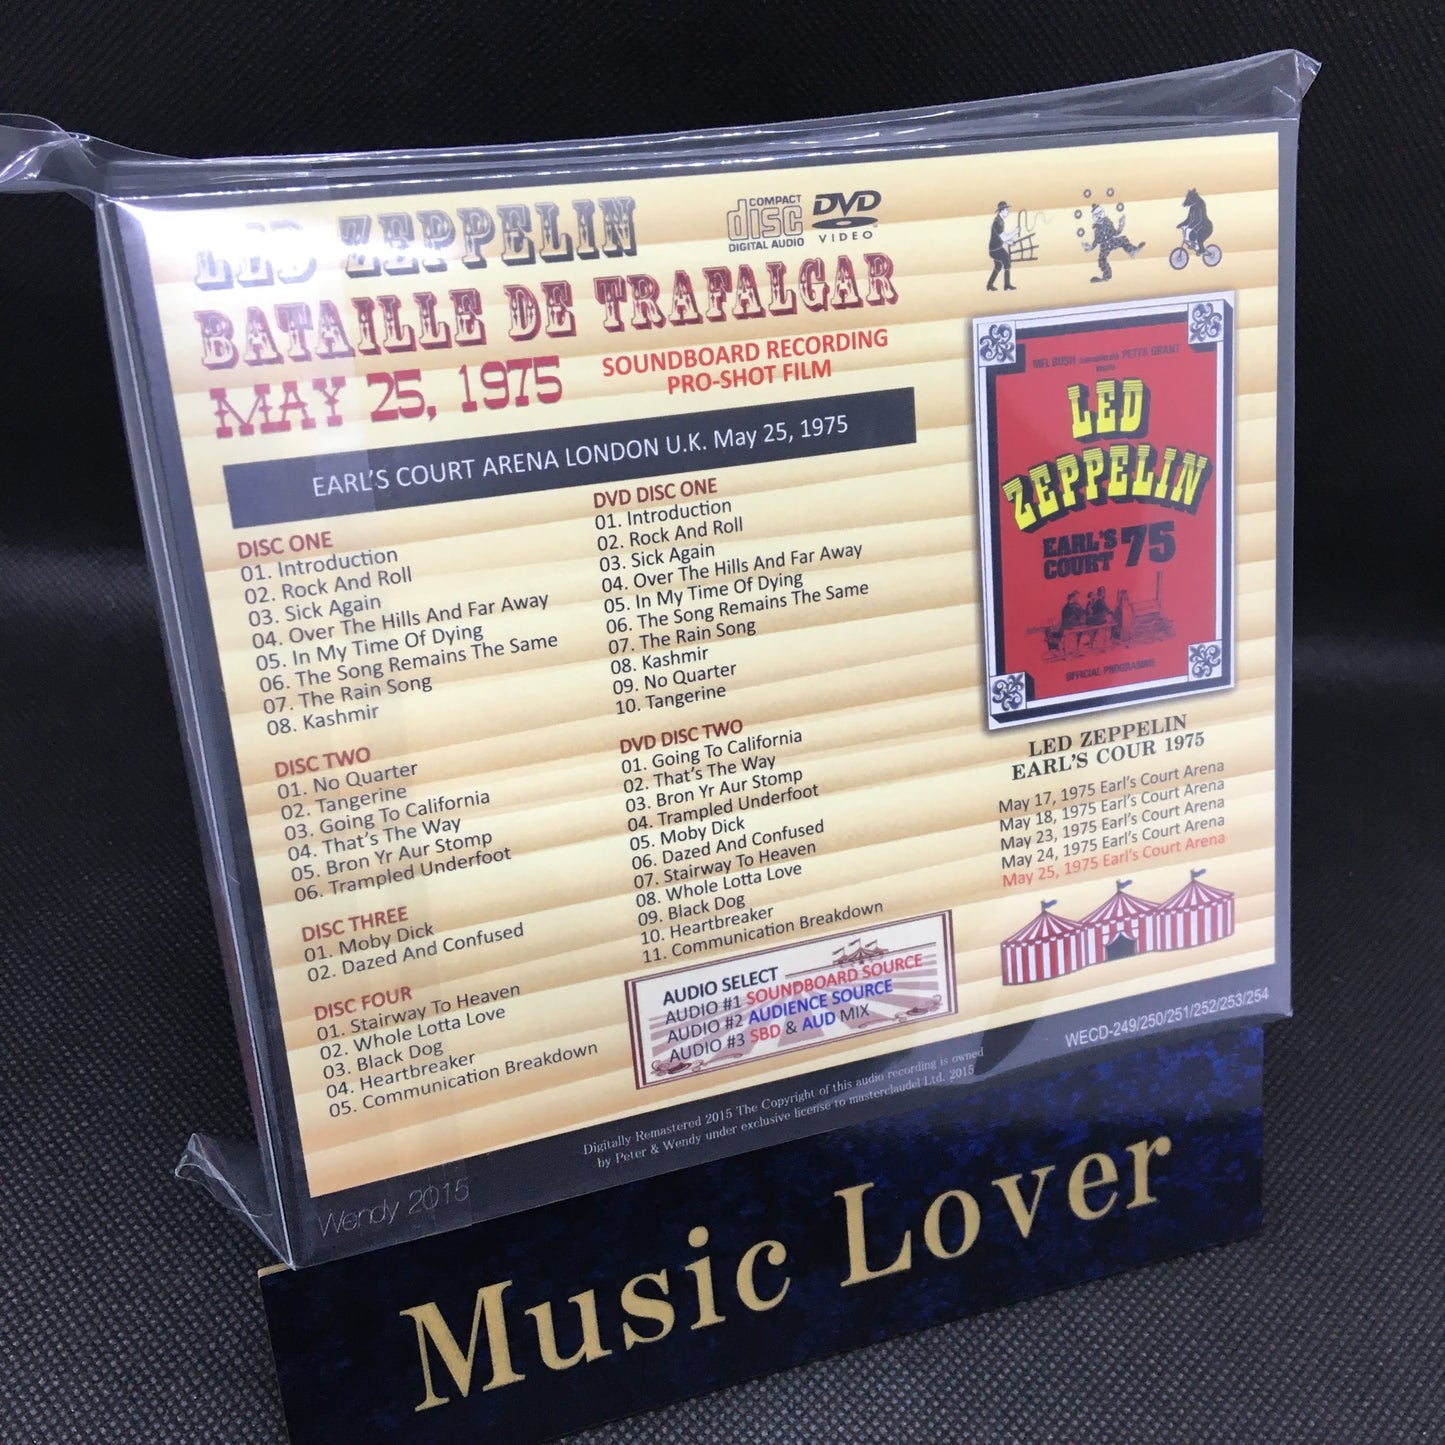 LED ZEPPELIN
BATAILLE DE TRAFALGAR
MAY 25, 1975
SOUNDBOARD RECORDING
PRO-SHOT FILM
COMPACT
disc
DIGITAL AUDIO
DVD
VIDEO
EARL'S COURT ARENA LONDON U.K. May 25, 1975
DISC ONE
01. Introduction
02. Rock And Roll
03. Sick Again
04. Over The Hills And Far Away
05. In My Time Of Dying
06. The Song Remains The Same
07. The Rain Song
08. Kashmir
DISC TWO
01. No Quarter
02. Tangerine
03. Going To California
04. That's The Way
05. Bron Yr Aur Stomp
06. Trampled Underfoot
DISC THREE
01. Moby Dick
02. Dazed And Confused
DISC FOUR
01. Stairway To Heaven
02. Whole Lotta Love
03. Black Dog
04. Heartbreaker
05. Communication Breakdown
DVD DISC ONE
01. Introduction
02. Rock And Roll
03. Sick Again
04. Over The Hills And Far Away
05. In My Time Of Dying
06. The Song Remains The Same
07. The Rain Song
08. Kashmir
09. No Quarter
10. Tangerine
DVD DISC TWO
01. Going To California
02. That's The Way
03. Bron Yr Aur Stomp
04. Trampled Underfoot
05. Moby Dick
06. Dazed And Confused
07. Stairway To Heaven
08. Whole Lotta Love
09. Black Dog
10. Heartbreaker
11. Communication Breakdown
AUDIO SELECT
AUDIO #1 SOUNDBOARD SOURCE
AUDIO #2 AUDIENCE SOURCE
AUDIO #3 SBD & AUD MIX
MEL BUSH PETER GRANT
LED
ZEPPELIN
EARL'S
COURT 75
OFFICIAL PROGRAMME
LED ZEPPELIN
EARL'S COUR 1975
May 17, 1975 Earl's Court Arena
May 18, 1975 Earl's Court Arena
May 23, 1975 Earl's Court Arena
May 24, 1975 Earl's Court Arena
May 25, 1975 Earl's Court Arena
WECD-249/250/251/252/253/254
Digitally Remastered 2015 The Copyright of this audio recording is owned
by Peter & Wendy under exclusive license to masterclaudel Ltd. 2015
Wendy 2015
Music Lover